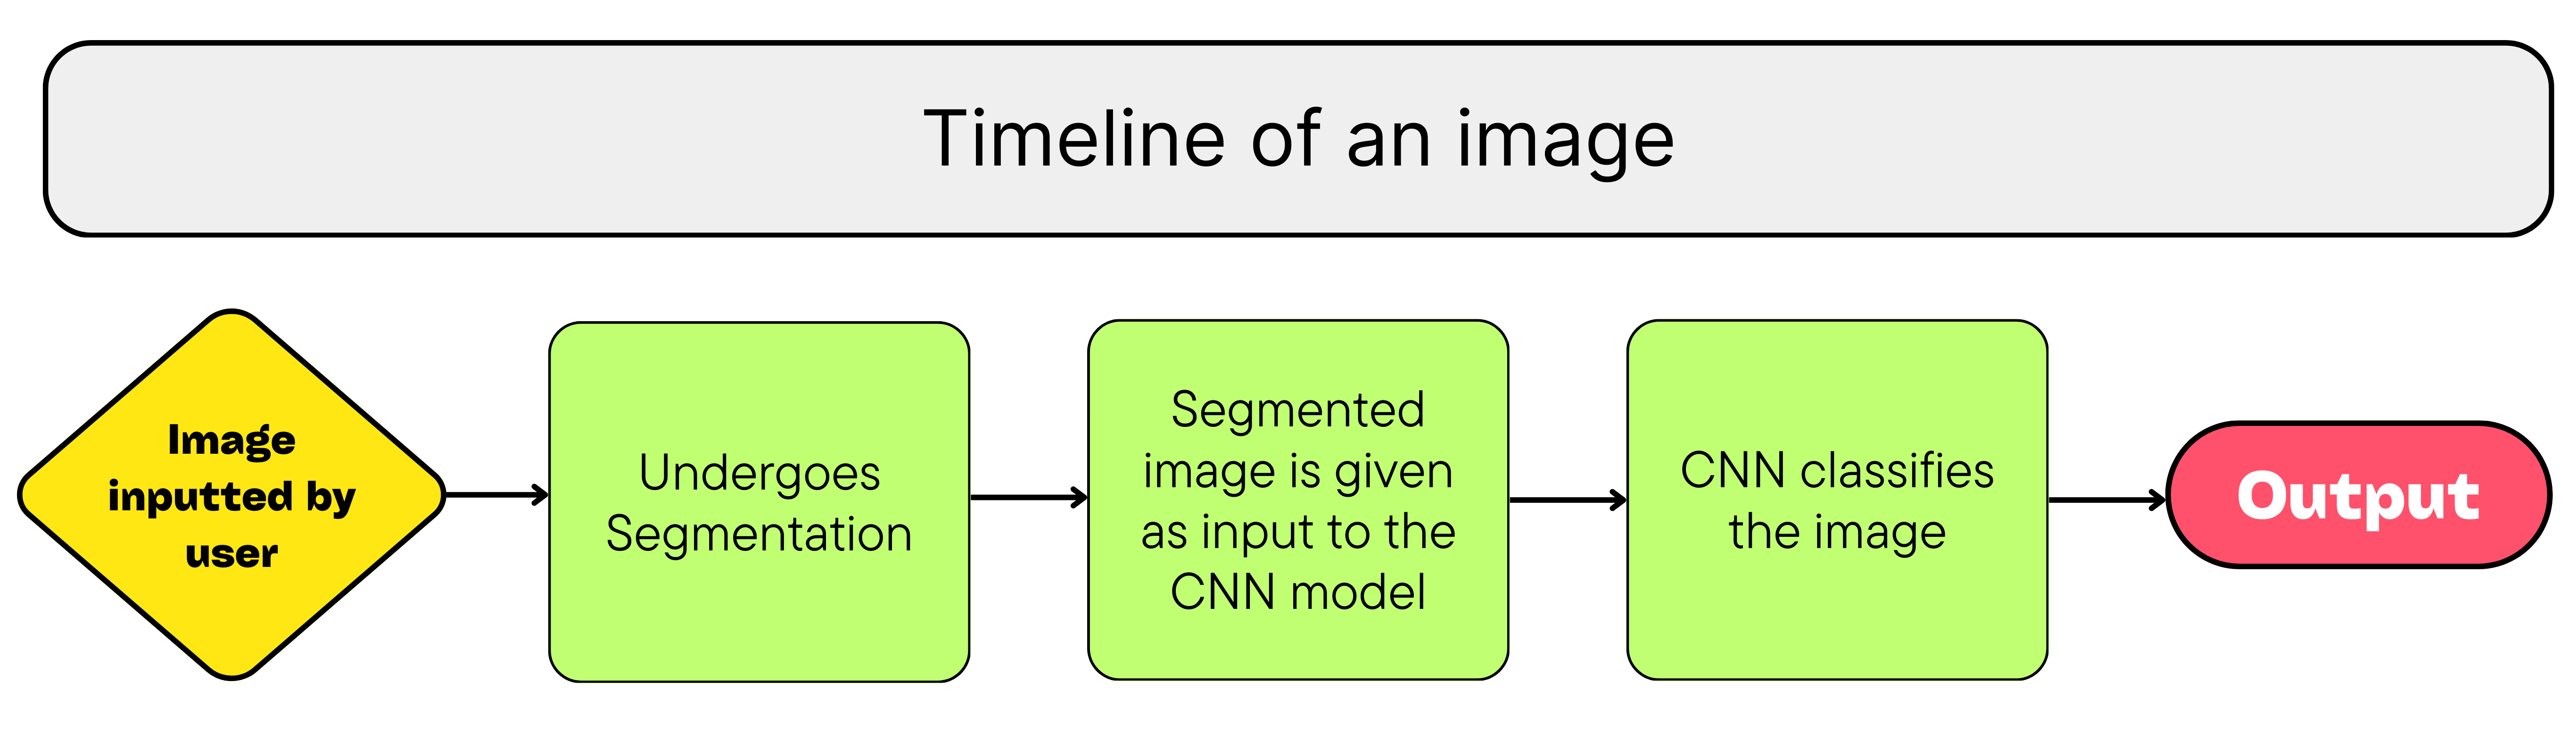 Timeline of an image
Image
inputted by
user
Undergoes
Segmentation
Segmented
image is given
as input to the
CNN model
CNN classifies
the image
Output